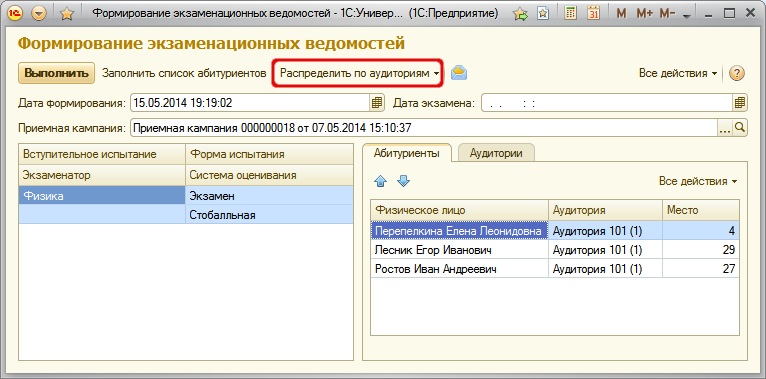 Формирование экзаменационных ведомостей - 1С:Универ... (1С:Предприятие)
M M+ M-
Формирование экзаменационных ведомостей
Выполнить Заполнить список абитуриентов Распределить по аудиториям Все действия
Дата формирования: 15.05.2014 19:19:02 Дата экзамена: . . : :
Приемная кампания: Приемная кампания 000000018 от 07.05.2014 15:10:37 ...
Вступительное испытание Форма испытания
Экзаменатор Система оценивания
Физика Экзамен
Стобалльная
Абитуриенты Аудитории
Все действия
Физическое лицо Аудитория Место
Перепелкина Елена Леонидовна Аудитория 101 (1) 4
Лесник Егор Иванович Аудитория 101 (1) 29
Ростов Иван Андреевич Аудитория 101 (1) 27